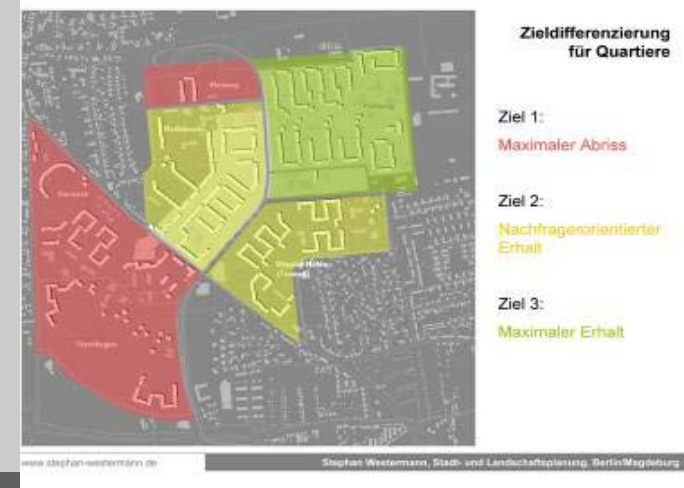 Zieldifferenzierung
für Quartiere
Ziel 1:
Maximaler Abriss
Ziel 2:
Nachfragerorientierter
Erhalt
Ziel 3:
Maximaler Erhalt
www.stephan-westermann.de
Stephan Westermann, Stadt- und Landschaftsplanung, Berlin/Magdeburg